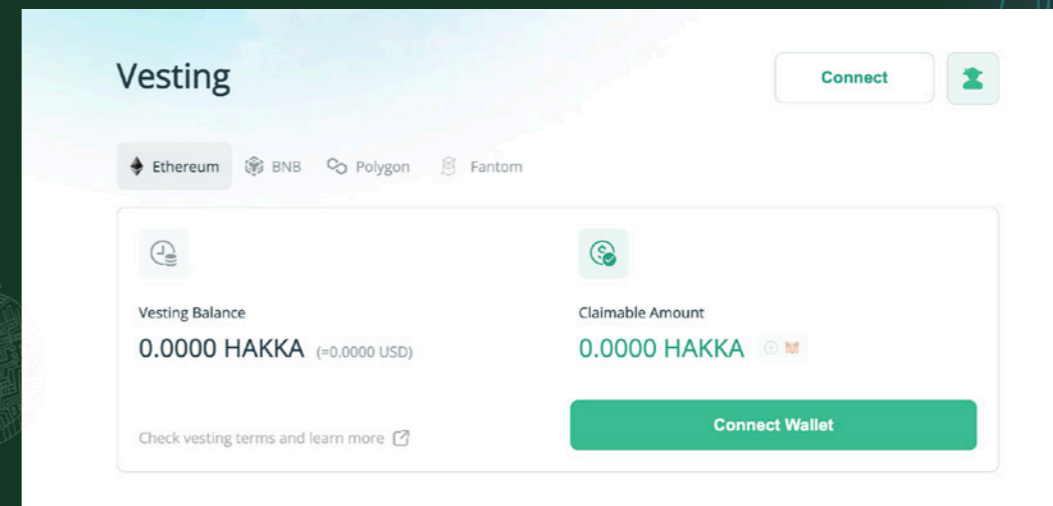 Vesting
Connect
Ethereum BNB Polygon Fantom
Vesting Balance
0.0000 HAKKA (=0.0000 USD)
Check vesting terms and learn more
Claimable Amount
0.0000 HAKKA
Connect Wallet